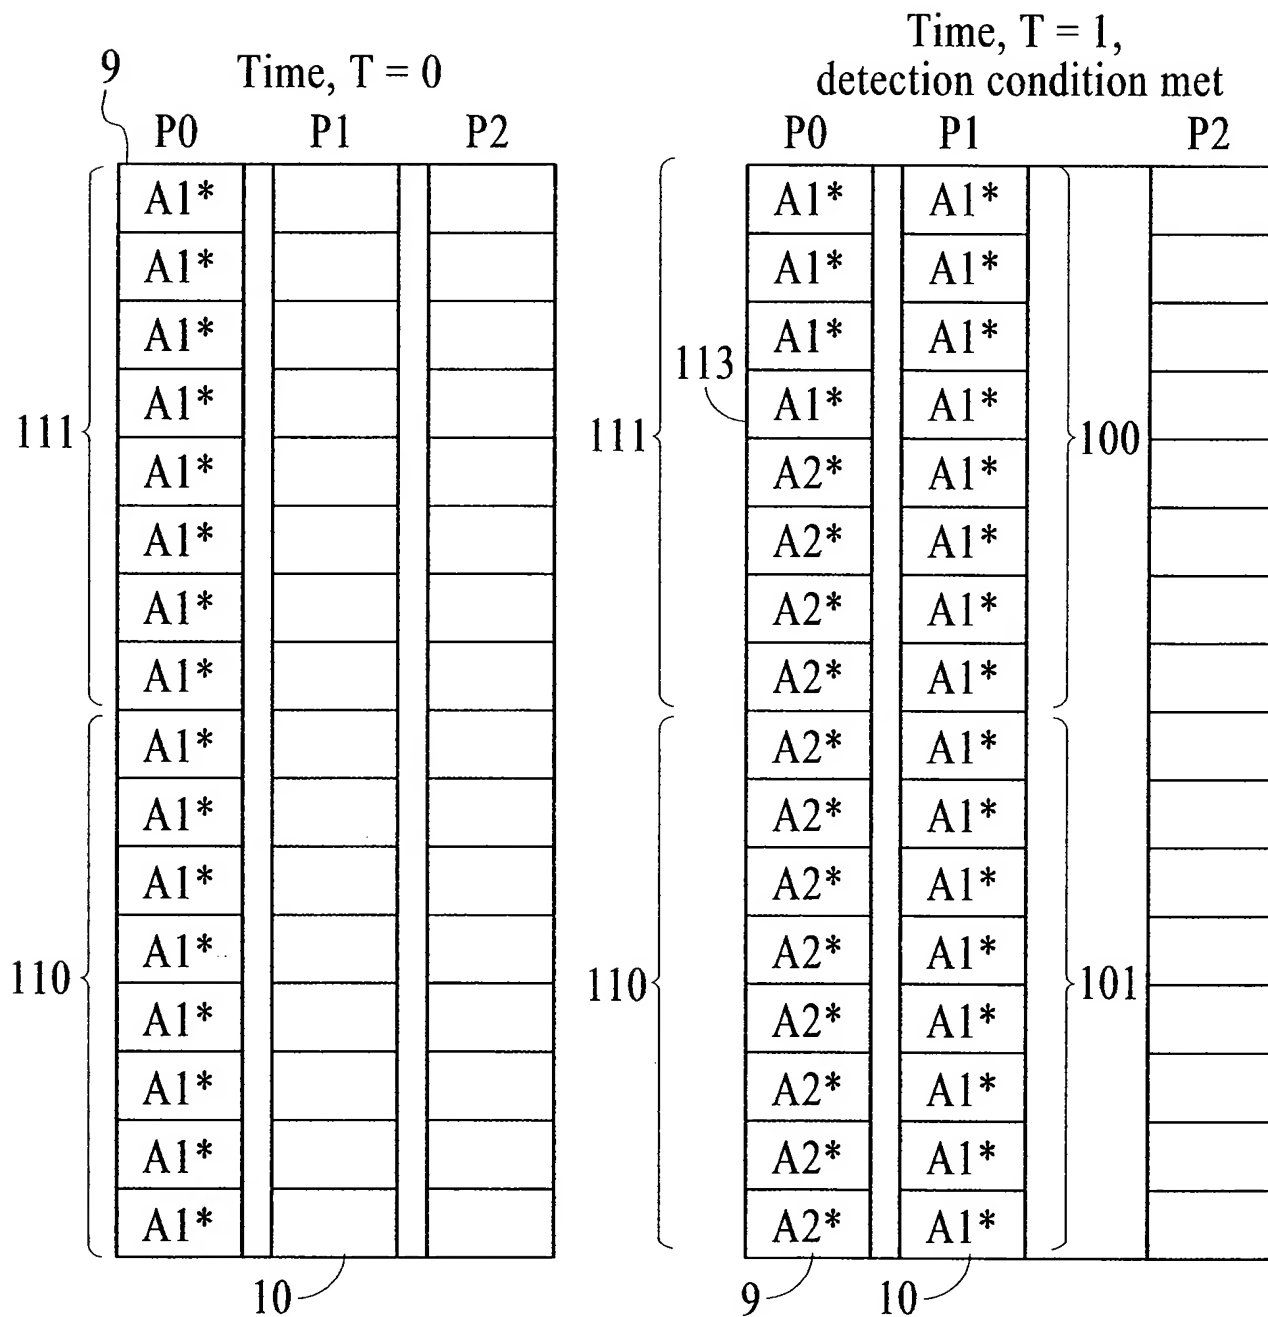 Time, T = 1,
9 Time, T = 0 detection condition met
P0 P1 P2 P0 P1 P2
A1* A1* A1*
A1* A1* A1*
A1* A1* A1*
113
A1* A1* A1*
111 A1* 111 A2* A1* 100
A1* A2* A1*
A1* A2* A1*
A1* A2* A1*
A1* A2* A1*
A1* A2* A1*
A1* A2* A1*
A1* A2* A1*
110 A1* 110 A2* A1* 101
A1* A2* A1*
A1* A2* A1*
A1* A2* A1*
10 9 10